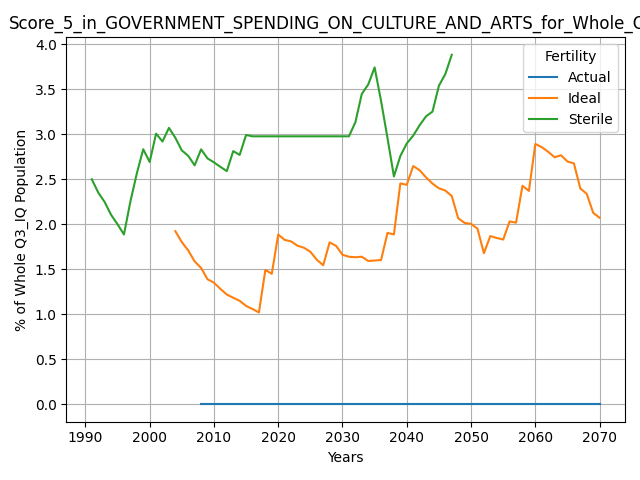 Score_5_in_GOVERNMENT_SPENDING_ON_CULTURE_AND_ARTS_for_Whole_
Fertility
Actual
Ideal
Sterile
4.0
3.5
3.0
2.5
2.0
1.5
1.0
0.5
0.0
% of Whole Q3_IQ Population
1990 2000 2010 2020 2030 2040 2050 2060 2070
Years